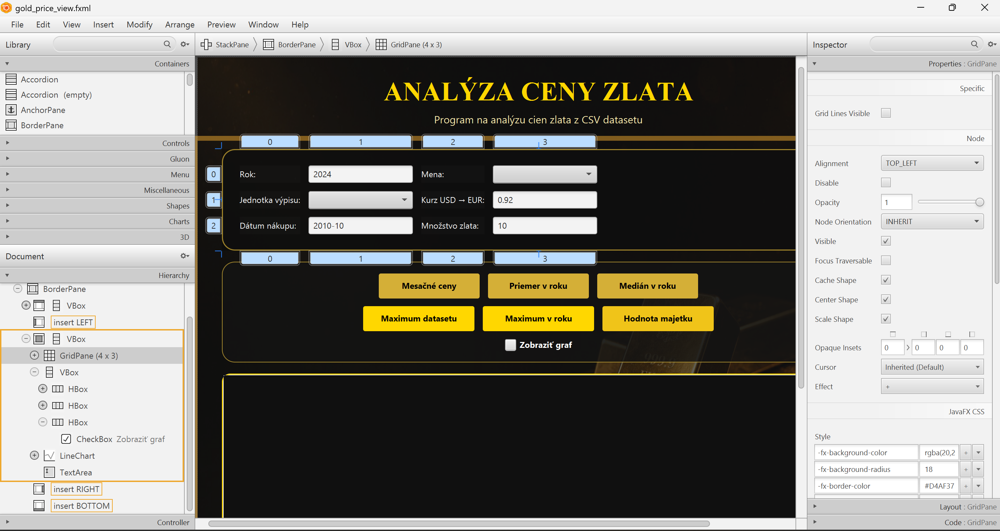 gold_price_view.fxml
File Edit View Insert Modify Arrange Preview Window Help
Library
StackPane BorderPane VBox GridPane (4 x 3)
Inspector
Containers
Accordion
Accordion (empty)
AnchorPane
BorderPane
Controls
Gluon
Menu
Miscellaneous
Shapes
Charts
3D
Document
Hierarchy
BorderPane
VBox
insert LEFT
VBox
GridPane (4 x 3)
VBox
HBox
HBox
HBox
CheckBox Zobraziť graf
LineChart
TextArea
insert RIGHT
insert BOTTOM
Controller
ANALÝZA CENY ZLATA
Program na analýzu cien zlata z CSV datasetu
0 1 2 3
0 Rok: 2024 Mena:
1 Jednotka výpisu: Kurz USD → EUR: 0.92
2 Dátum nákupu: 2010-10 Množstvo zlata: 10
0 1 2 3
Mesačné ceny Priemer v roku Medián v roku
Maximum datasetu Maximum v roku Hodnota majetku
Zobraziť graf
999.9
Properties : GridPane
Specific
Grid Lines Visible
Node
Alignment TOP_LEFT
Disable
Opacity 1
Node Orientation INHERIT
Visible
Focus Traversable
Cache Shape
Center Shape
Scale Shape
Opaque Insets 0 0 0 0
Cursor Inherited (Default)
Effect +
JavaFX CSS
Style
-fx-background-color rgba(20,2 +
-fx-background-radius 18 +
-fx-border-color #D4AF37 +
Layout : GridPane
Code : GridPane